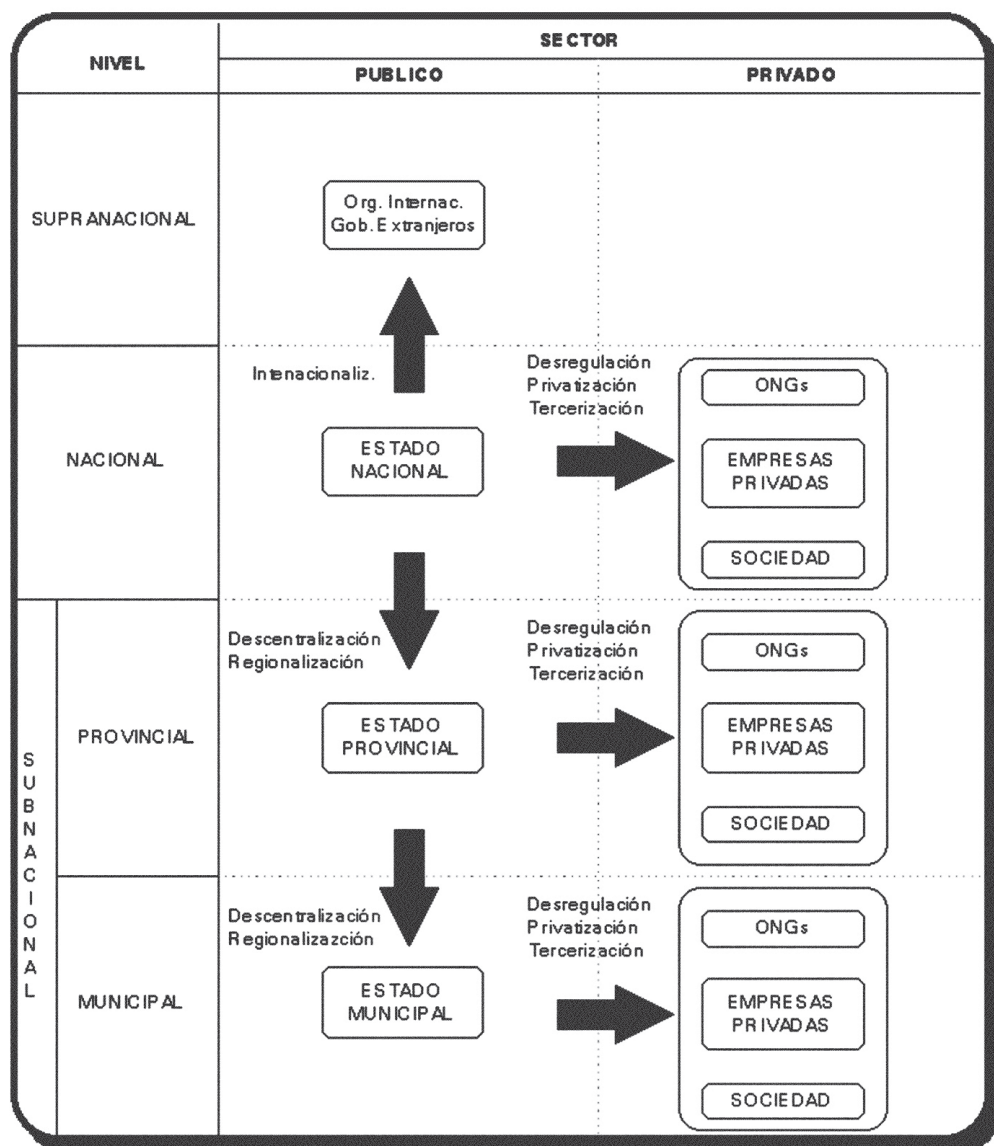 NIVEL
SECTOR
PUBLICO
PRIVADO
SUPRANACIONAL
Org. Internac.
Gob. Extranjeros
NACIONAL
Intenacionaliz.
ESTADO
NACIONAL
Desregulación
Privatización
Tercerización
ONGs
EMPRESAS
PRIVADAS
SOCIEDAD
SUBNACIONAL
PROVINCIAL
Descentralización
Regionalización
ESTADO
PROVINCIAL
Desregulación
Privatización
Tercerización
ONGs
EMPRESAS
PRIVADAS
SOCIEDAD
MUNICIPAL
Descentralización
Regionalizazción
ESTADO
MUNICIPAL
Desregulación
Privatización
Tercerización
ONGs
EMPRESAS
PRIVADAS
SOCIEDAD